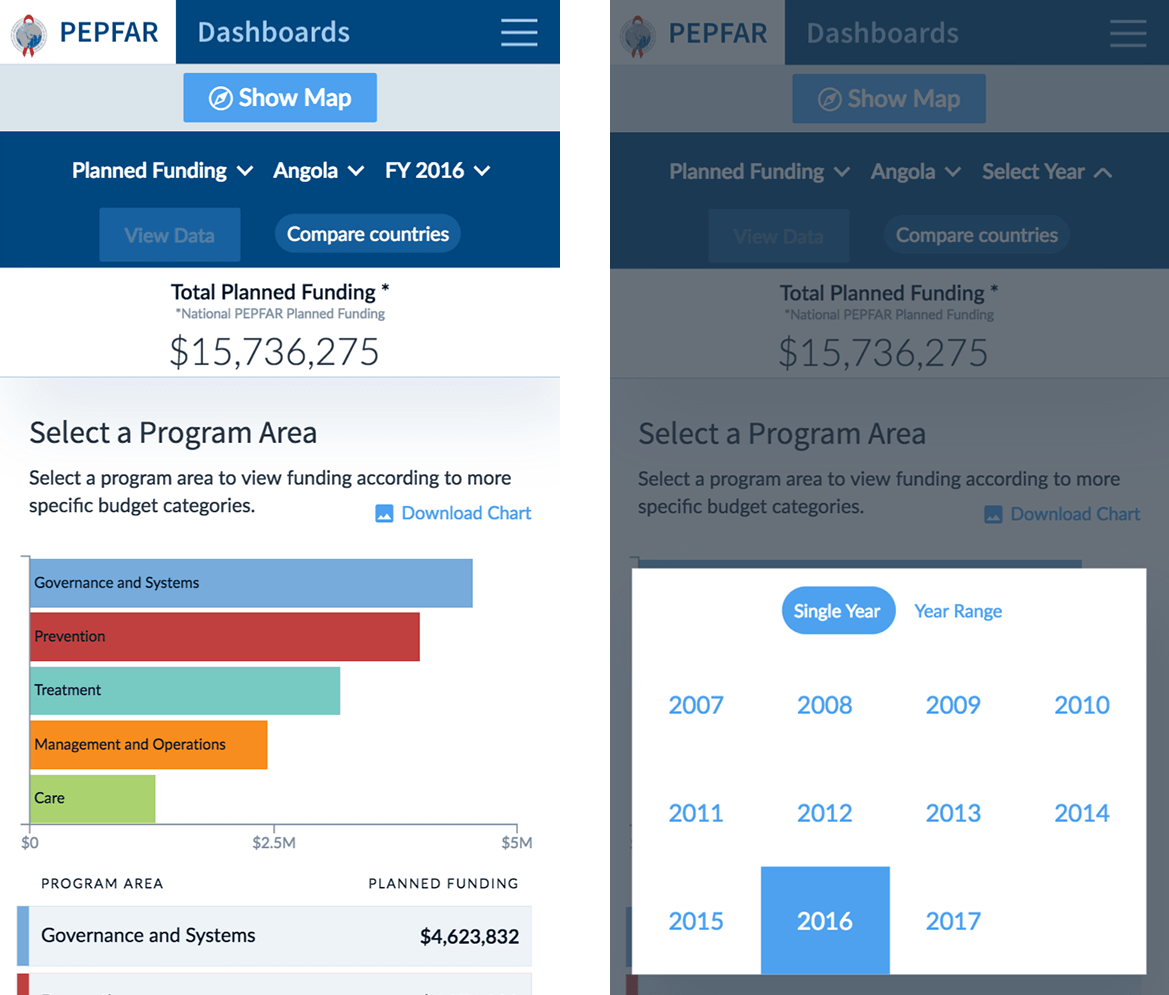 PEPFAR Dashboards
Show Map
Planned Funding Angola FY 2016
View Data Compare countries
Total Planned Funding *
*National PEPFAR Planned Funding
$15,736,275
Select a Program Area
Select a program area to view funding according to more
specific budget categories.
Download Chart
Governance and Systems
Prevention
Treatment
Management and Operations
Care
$0 $2.5M $5M
PROGRAM AREA PLANNED FUNDING
Governance and Systems $4,623,832
PEPFAR Dashboards
Show Map
Planned Funding Angola Select Year
View Data Compare countries
Total Planned Funding *
*National PEPFAR Planned Funding
$15,736,275
Select a Program Area
Select a program area to view funding according to more
specific budget categories.
Download Chart
Single Year Year Range
2007 2008 2009 2010
2011 2012 2013 2014
2015 2016 2017